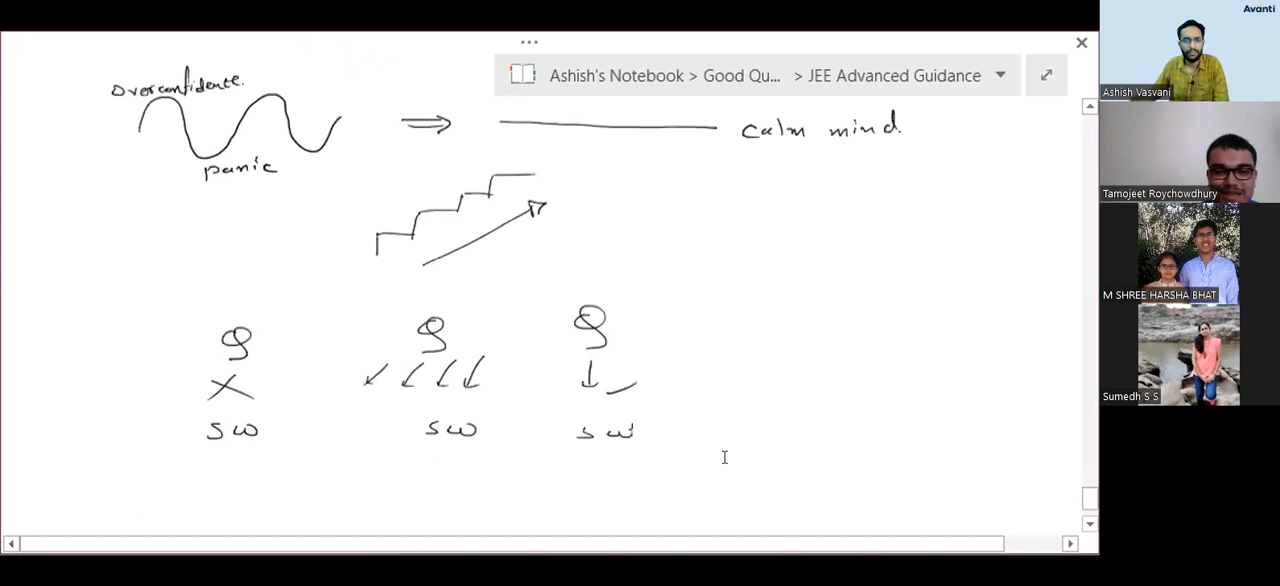 Avanti
...
Ashish's Notebook > Good Qu... > JEE Advanced Guidance
Overconfidence.
calm mind.
panic
Q Q Q
sw sw sw
Ashish Vasvani
Tamojeet Roychowdhury
M SHREE HARSHA BHAT
Sumedh S S